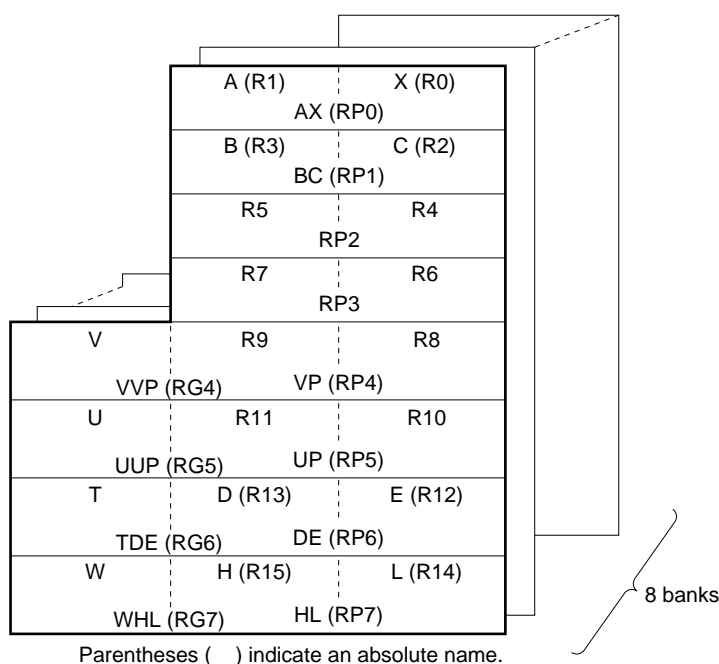 A (R1) X (R0)
AX (RP0)
B (R3) C (R2)
BC (RP1)
R5 R4
RP2
R7 R6
RP3
V R9 R8
VVP (RG4) VP (RP4)
U R11 R10
UUP (RG5) UP (RP5)
T D (R13) E (R12)
TDE (RG6) DE (RP6)
W H (R15) L (R14)
WHL (RG7) HL (RP7)
8 banks
Parentheses ( ) indicate an absolute name.